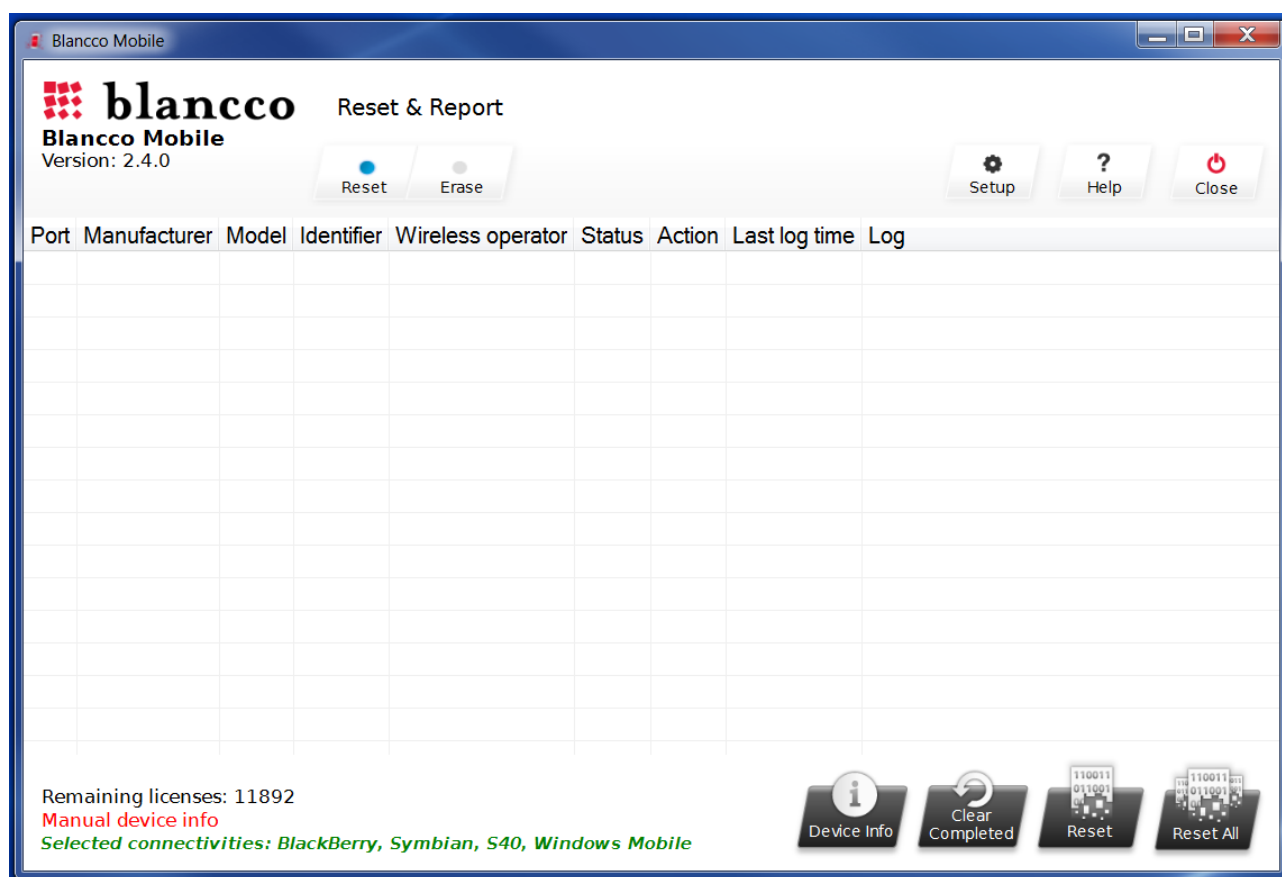 Blancco Mobile
blancco
Reset & Report
Blancco Mobile
Version: 2.4.0
Reset
Erase
Setup
?
Help
Close
Port Manufacturer Model Identifier Wireless operator Status Action Last log time Log
Remaining licenses: 11892
Manual device info
Selected connectivities: BlackBerry, Symbian, S40, Windows Mobile
i
Device Info
Clear
Completed
110011
011001
Reset
110011
011001
Reset All